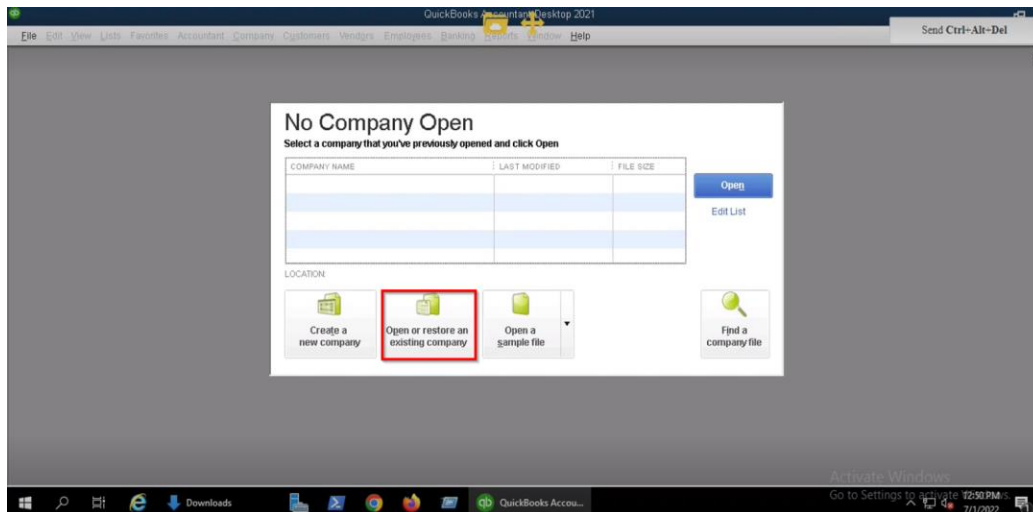 QuickBooks Accountant Desktop 2021
File Edit View Lists Favorites Accountant Company Customers Vendors Employees Banking Reports Window Help
Send Ctrl+Alt+Del
No Company Open
Select a company that you've previously opened and click Open
COMPANY NAME LAST MODIFIED FILE SIZE
Open
Edit List
LOCATION:
Create a
new company
Open or restore an
existing company
Open a
sample file
Find a
company file
Activate Windows
Go to Settings to activate
Downloads
qb QuickBooks Accou...
12:50 PM
7/1/2022